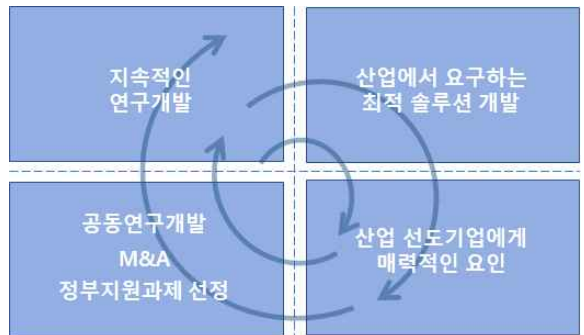 지속적인
연구개발
산업에서 요구하는
최적 솔루션 개발
공동연구개발
M&A
정부지원과제 선정
산업 선도기업에게
매력적인 요인